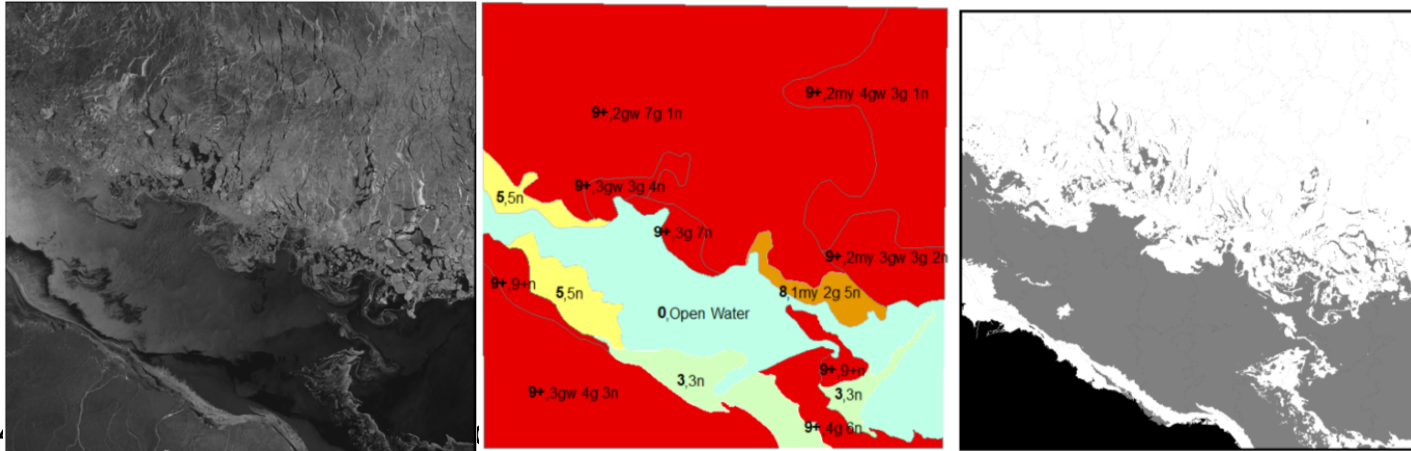 9+,2my 4gw 3g 1n
9+,2gw 7g 1n
9+,3gw 3g 4n
5,5n
9+,3g 7n
9+,2my 3gw 3g 2n
9+,9+n
5,5n
8,1my 2g 5n
0,Open Water
3,3n
9+,9+n
9+,3gw 4g 3n
3,3n
9+ 4g 6n